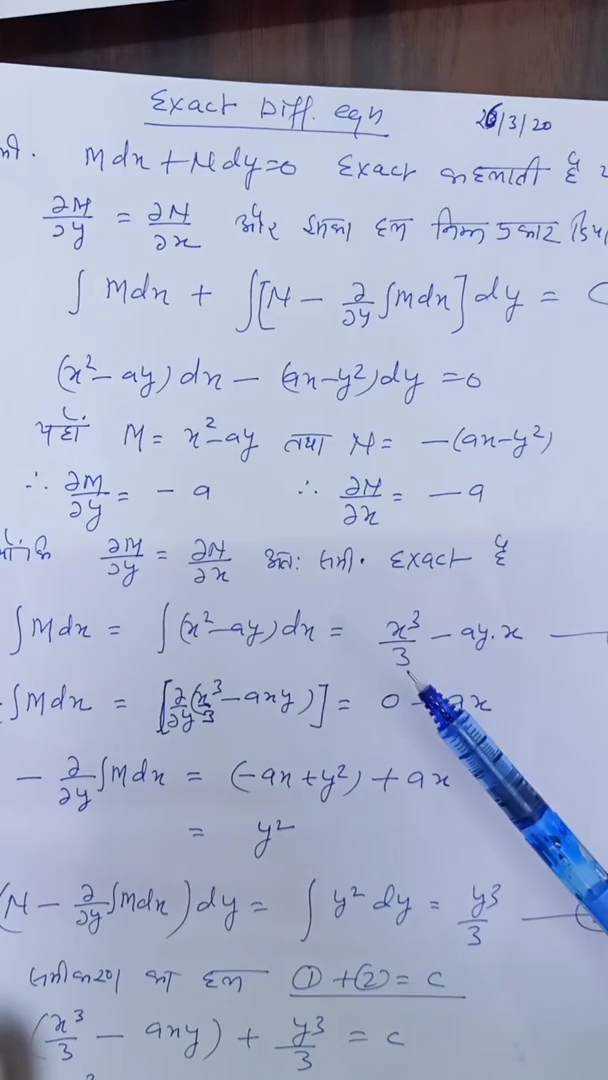 Exact Diff. eqn
26/3/20
Mdx + Ndy = 0 Exact कहलाती है
∂M/∂y = ∂N/∂x और इसका हल निम्न प्रकार
∫ Mdx + ∫[N - ∂/∂y ∫Mdx] dy =
(x² - ay) dx - (ax - y²) dy = 0
यहाँ M = x² - ay तथा N = - (ax - y²)
∴ ∂M/∂y = - a ∴ ∂N/∂x = - a
∂M/∂y = ∂N/∂x अतः समी. exact है
∫Mdx = ∫(x² - ay) dx = x³/3 - ay.x
∫Mdx = [∂/∂y (x³/3 - axy)] = 0 - ax
- ∂/∂y ∫Mdx = (-ax + y²) + ax
= y²
(N - ∂/∂y ∫Mdx) dy = ∫ y² dy = y³/3
समीकरण का हल ① + (2) = c
(x³/3 - axy) + y³/3 = c